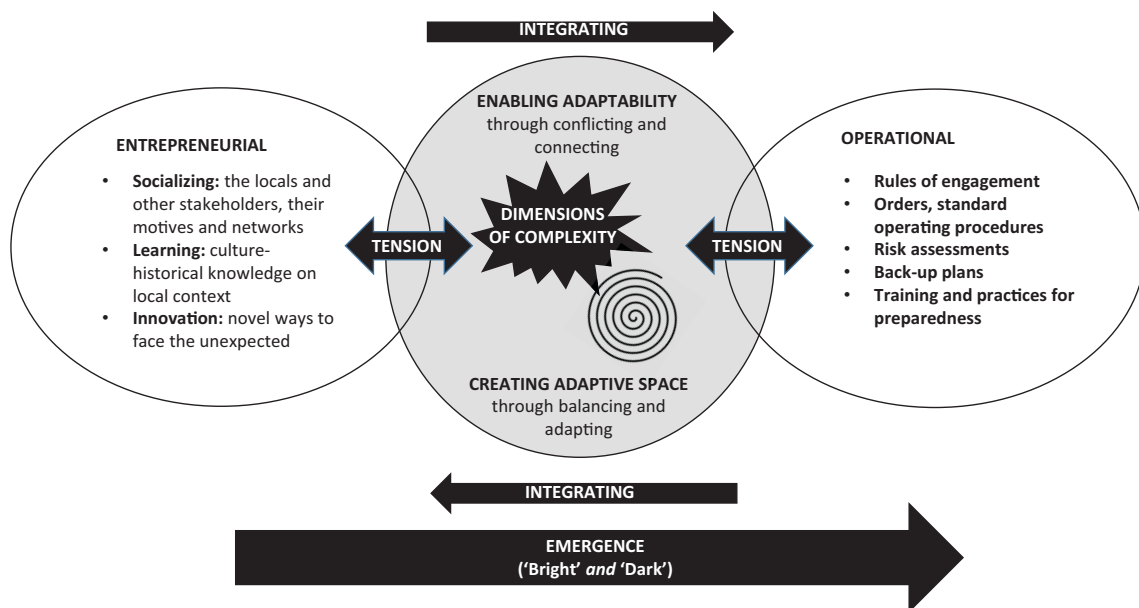 INTEGRATING
ENTREPRENEURIAL
• Socializing: the locals and
other stakeholders, their
motives and networks
• Learning: culture-
historical knowledge on
local context
• Innovation: novel ways to
face the unexpected
TENSION
ENABLING ADAPTABILITY
through conflicting and
connecting
DIMENSIONS
OF COMPLEXITY
CREATING ADAPTIVE SPACE
through balancing and
adapting
TENSION
OPERATIONAL
• Rules of engagement
• Orders, standard
operating procedures
• Risk assessments
• Back-up plans
• Training and practices for
preparedness
INTEGRATING
EMERGENCE
(‘Bright’ and ‘Dark’)